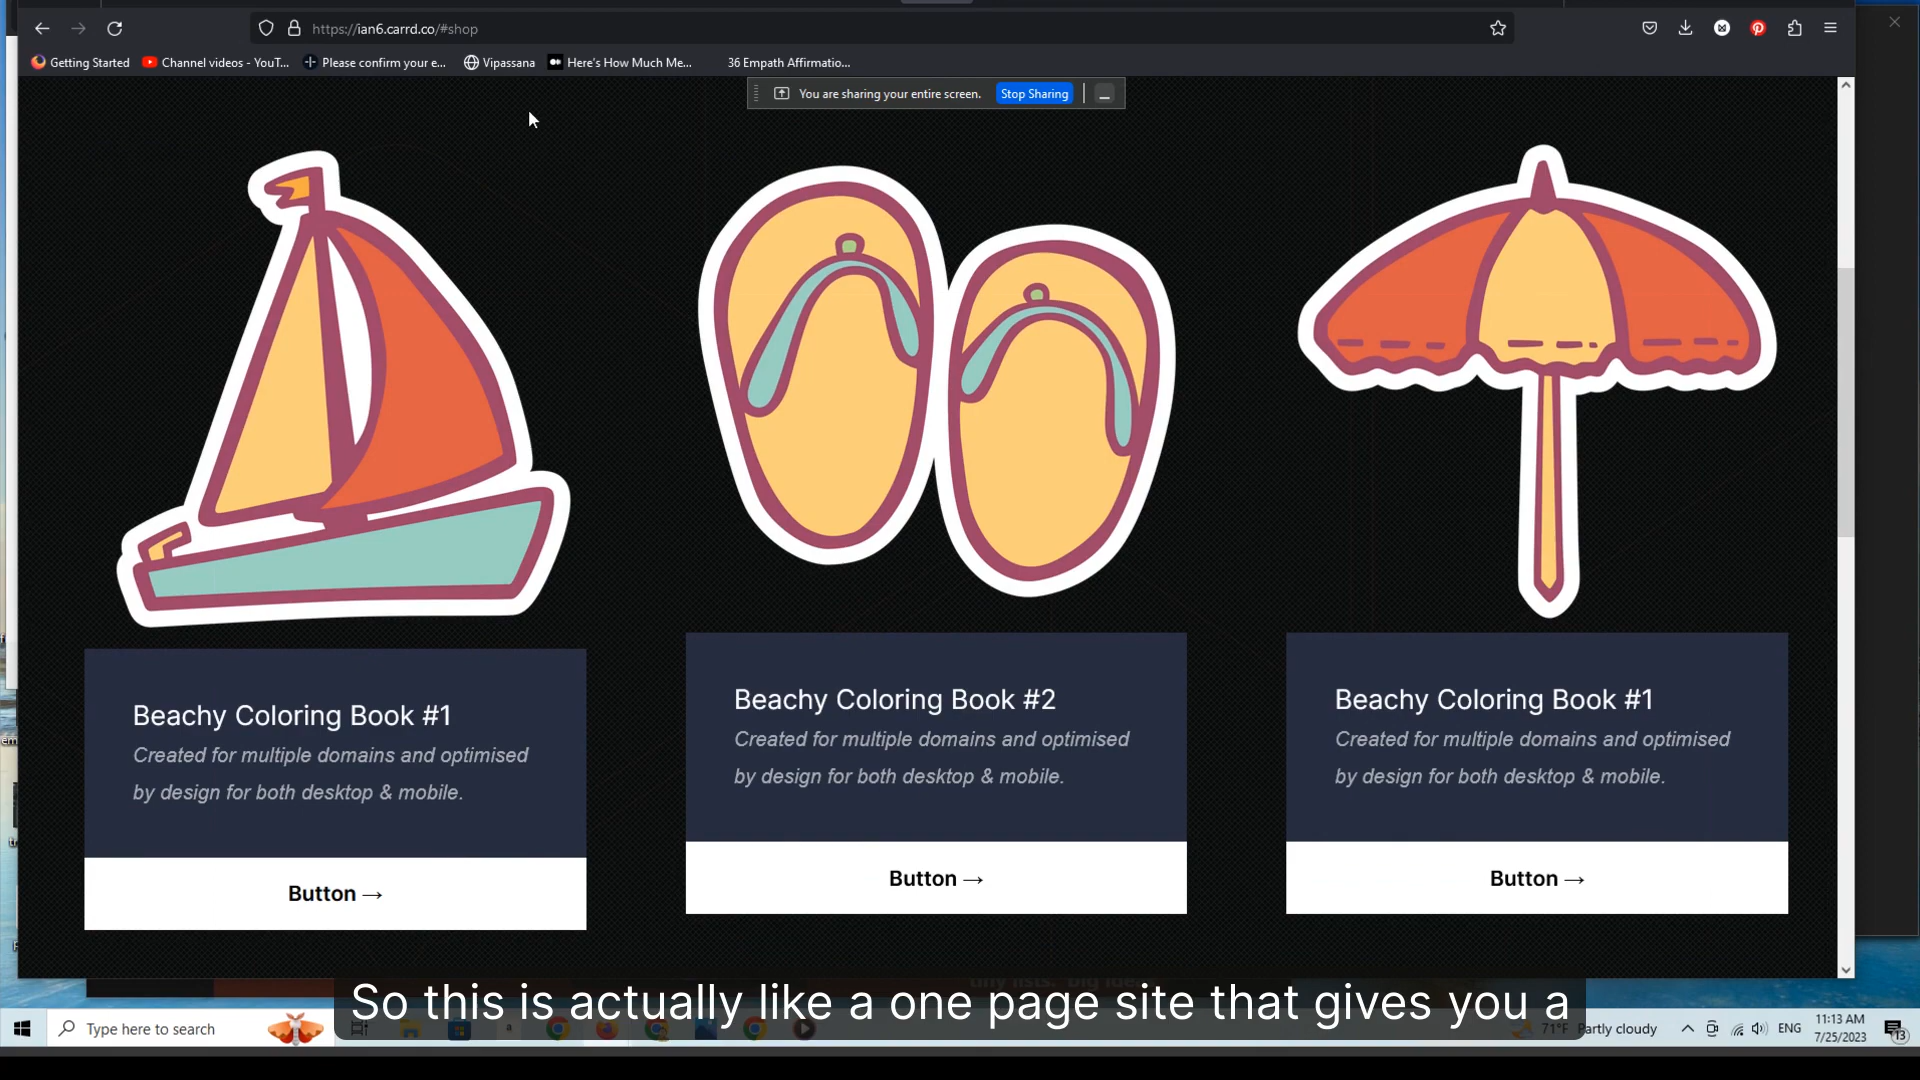 https://ian6.carrd.co/#shop
Getting Started
Channel videos - YouT...
Please confirm your e...
Vipassana
Here's How Much Me...
36 Empath Affirmatio...
You are sharing your entire screen.
Stop Sharing
Beachy Coloring Book #1
Created for multiple domains and optimised
by design for both desktop & mobile.
Button →
Beachy Coloring Book #2
Created for multiple domains and optimised
by design for both desktop & mobile.
Button →
Beachy Coloring Book #1
Created for multiple domains and optimised
by design for both desktop & mobile.
Button →
So this is actually like a one page site that gives you a
Type here to search
71°F Partly cloudy
ENG
11:13 AM
7/25/2023
13